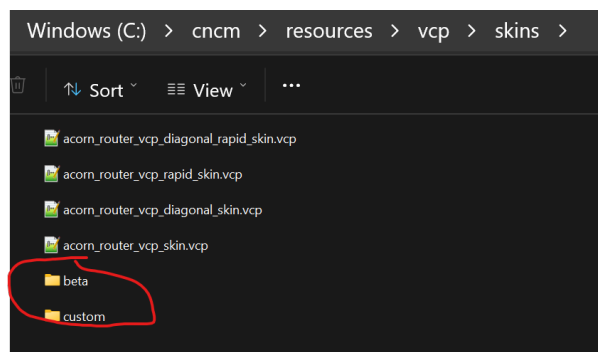 Windows (C:) > cncm > resources > vcp > skins >
Sort View ...
acorn_router_vcp_diagonal_rapid_skin.vcp
acorn_router_vcp_rapid_skin.vcp
acorn_router_vcp_diagonal_skin.vcp
acorn_router_vcp_skin.vcp
beta
custom